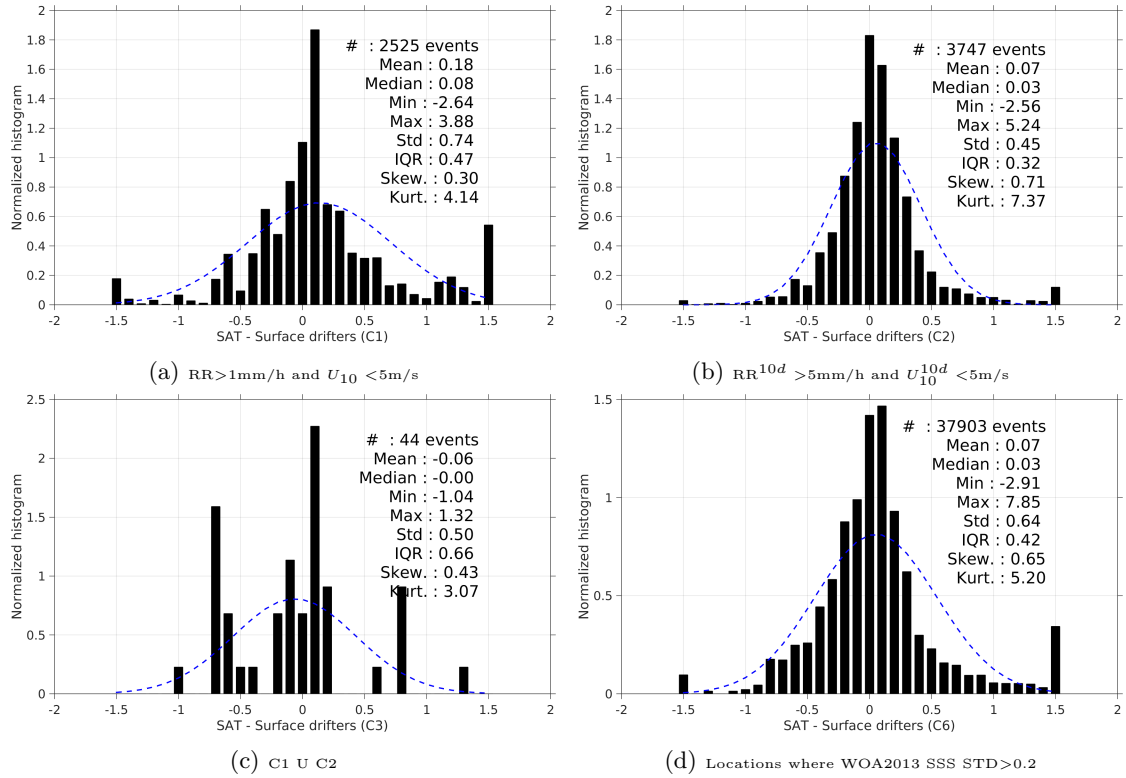 2
1.8
1.6
1.4
1.2
1
0.8
0.6
0.4
0.2
0
Normalized histogram
# : 2525 events
Mean : 0.18
Median : 0.08
Min : -2.64
Max : 3.88
Std : 0.74
IQR : 0.47
Skew. : 0.30
Kurt. : 4.14
-2 -1.5 -1 -0.5 0 0.5 1 1.5 2
SAT - Surface drifters (C1)
(a) RR>1mm/h and U10 <5m/s
2
1.8
1.6
1.4
1.2
1
0.8
0.6
0.4
0.2
0
Normalized histogram
# : 3747 events
Mean : 0.07
Median : 0.03
Min : -2.56
Max : 5.24
Std : 0.45
IQR : 0.32
Skew. : 0.71
Kurt. : 7.37
-2 -1.5 -1 -0.5 0 0.5 1 1.5 2
SAT - Surface drifters (C2)
(b) RR^10d >5mm/h and U10^10d <5m/s
2.5
2
1.5
1
0.5
0
Normalized histogram
# : 44 events
Mean : -0.06
Median : -0.00
Min : -1.04
Max : 1.32
Std : 0.50
IQR : 0.66
Skew. : 0.43
Kurt. : 3.07
-2 -1.5 -1 -0.5 0 0.5 1 1.5 2
SAT - Surface drifters (C3)
(c) C1 U C2
1.5
1
0.5
0
Normalized histogram
# : 37903 events
Mean : 0.07
Median : 0.03
Min : -2.91
Max : 7.85
Std : 0.64
IQR : 0.42
Skew. : 0.65
Kurt. : 5.20
-2 -1.5 -1 -0.5 0 0.5 1 1.5 2
SAT - Surface drifters (C6)
(d) Locations where WOA2013 SSS STD>0.2